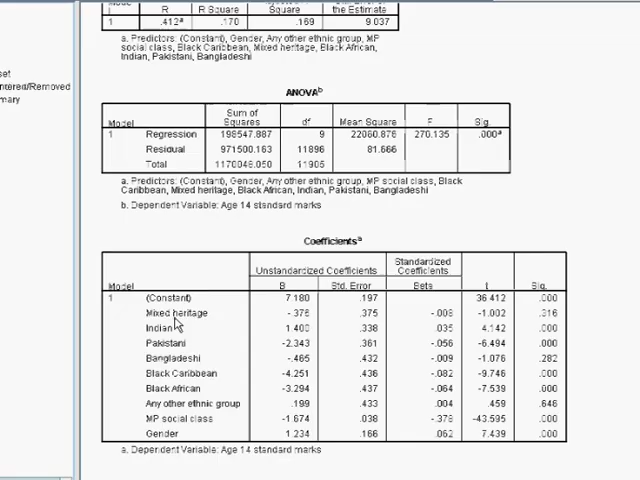 set
ntered/Removed
mary
R R Square Square the Estimate
1 .412a .170 .169 9.037
a. Predictors: (Constant), Gender, Any other ethnic group, MP
social class, Black Caribbean, Mixed heritage, Black African,
Indian, Pakistani, Bangladeshi
ANOVAb
Model Sum of Squares df Mean Square F Sig.
1 Regression 198547.887 9 22060.876 270.135 .000a
Residual 971500.163 11896 81.666
Total 1170048.050 11905
a. Predictors: (Constant), Gender, Any other ethnic group, MP social class, Black
Caribbean, Mixed heritage, Black African, Indian, Pakistani, Bangladeshi
b. Dependent Variable: Age 14 standard marks
Coefficientsa
Unstandardized Coefficients Standardized Coefficients
Model B Std. Error Beta t Sig.
1 (Constant) 7.180 .197 36.412 .000
Mixed heritage -.376 .375 -.003 -1.002 .316
Indian 1.400 .338 .035 4.142 .000
Pakistani -2.343 .361 -.056 -6.494 .000
Bangladeshi -.465 .432 -.009 -1.076 .282
Black Caribbean -4.251 .436 -.082 -9.746 .000
Black African -3.294 .437 -.064 -7.539 .000
Any other ethnic group .199 .433 .004 .459 .646
MP social class -1.674 .038 -.378 -43.595 .000
Gender 1.234 .166 .062 7.439 .000
a. Dependent Variable: Age 14 standard marks